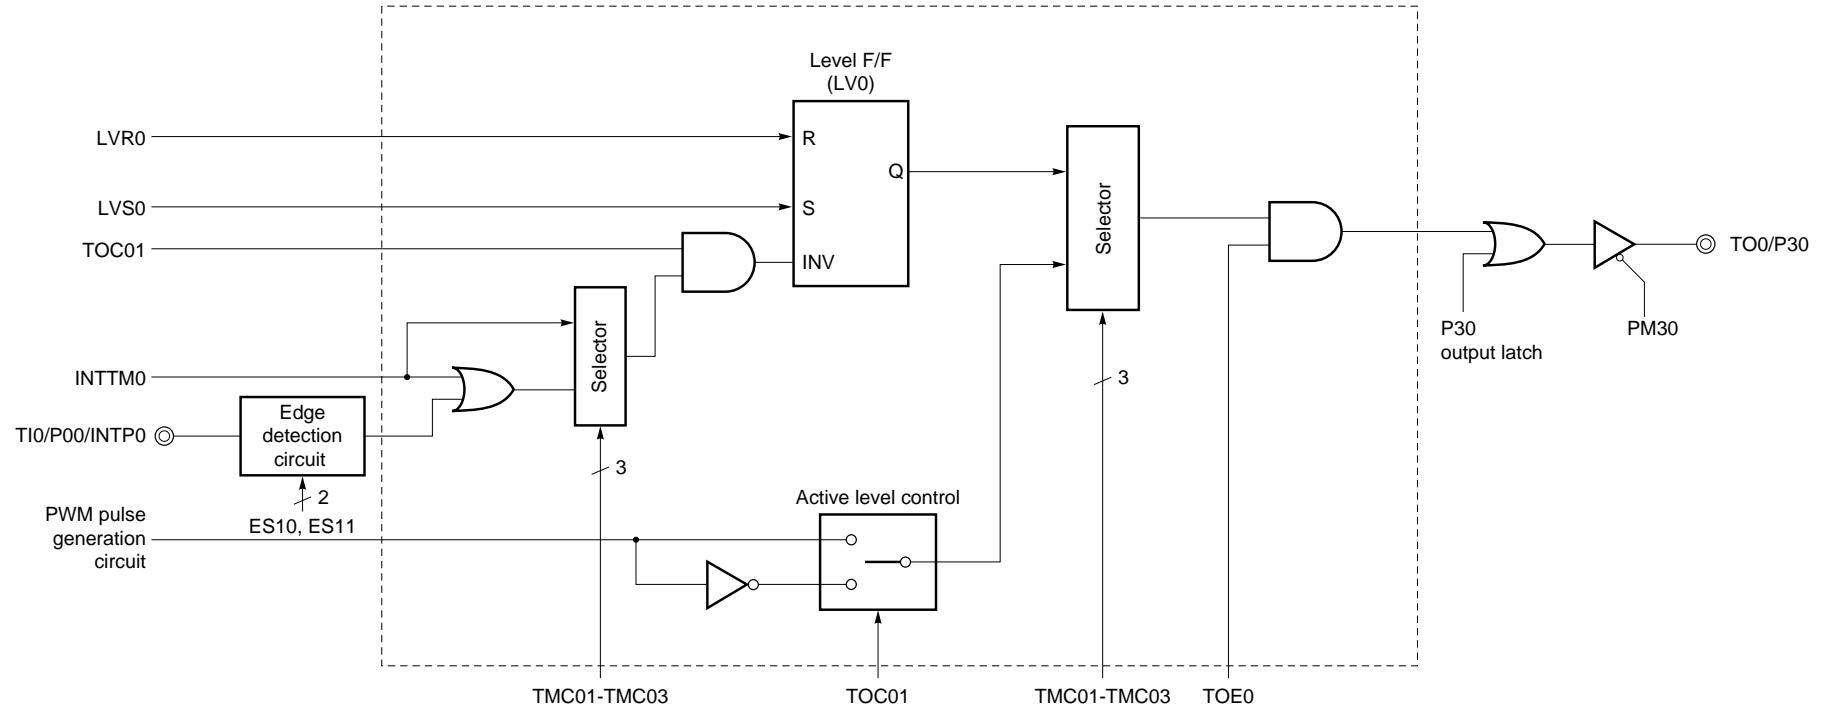 Level F/F
(LV0)
LVR0
R
Q
LVS0
S
TOC01
INV
Selector
TO0/P30
P30
output latch
PM30
INTTM0
Selector
3
TI0/P00/INTP0
Edge
detection
circuit
3
2
ES10, ES11
PWM pulse
generation
circuit
Active level control
TMC01-TMC03
TOC01
TMC01-TMC03
TOE0